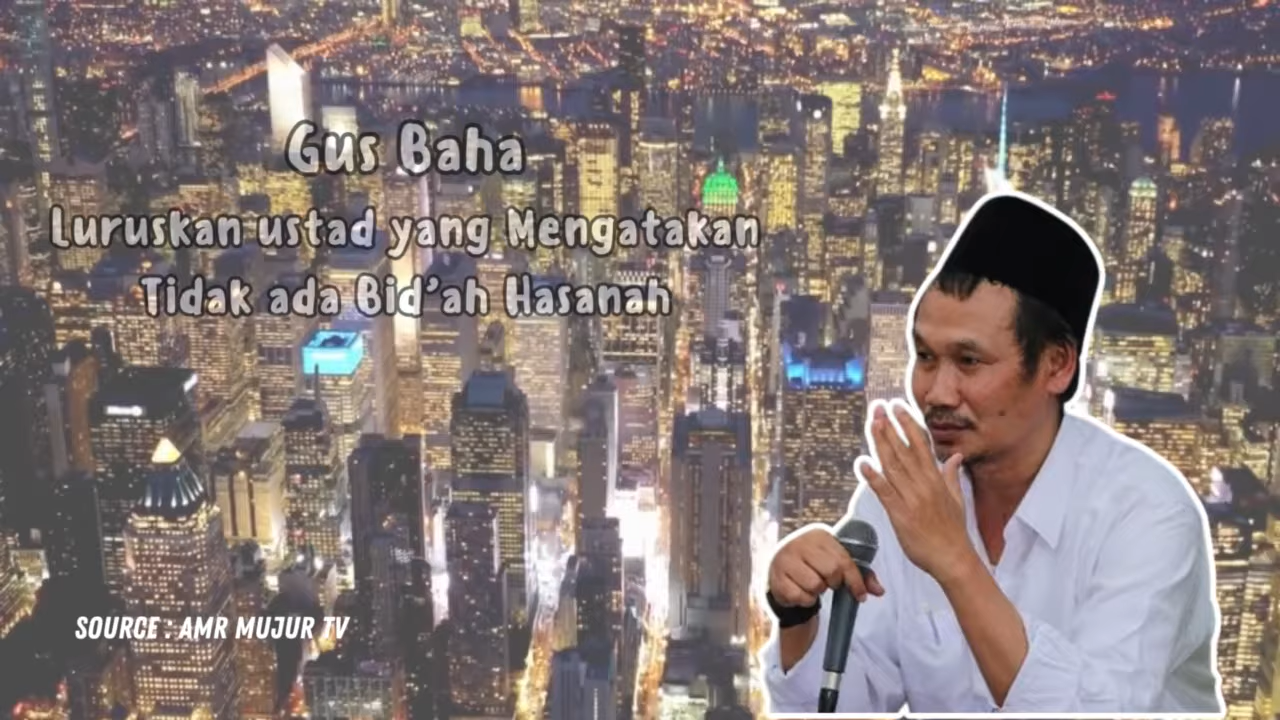 Gus Baha
Luruskan ustad yang Mengatakan
Tidak ada Bid'ah Hasanah
SOURCE : AMR MUJUR TV